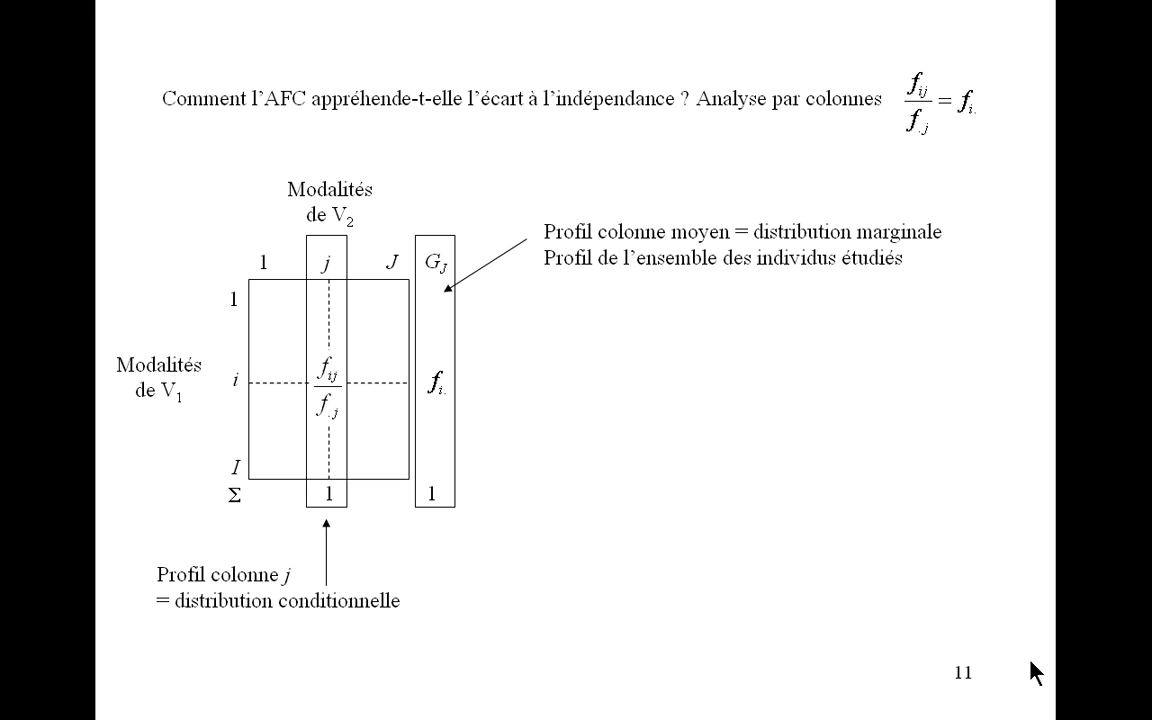 Comment l'AFC appréhende-t-elle l'écart à l'indépendance ? Analyse par colonnes f_ij / f_.j = f_i.
Modalités
de V₂
Profil colonne moyen = distribution marginale
Profil de l'ensemble des individus étudiés
1 j J G_J
1
Modalités
de V₁
i f_ij / f_.j f_i.
I
Σ 1 1
Profil colonne j
= distribution conditionnelle
11